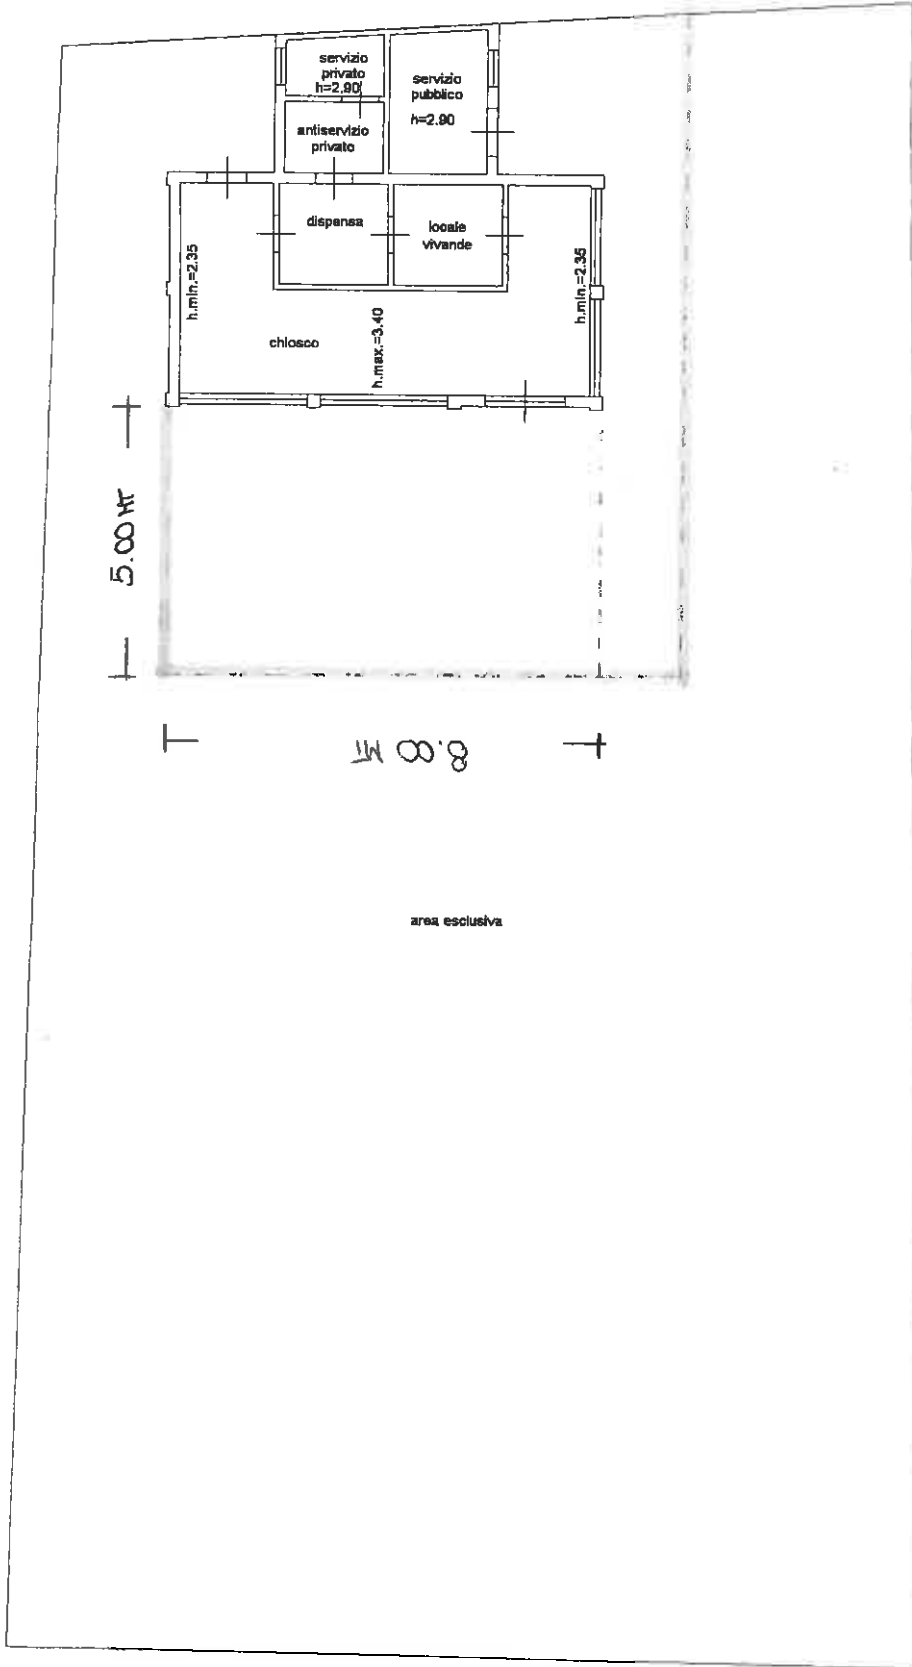 servizio
privato
h=2.90
servizio
pubblico
h=2.90
antiservizio
privato
dispensa
locale
vivande
h.min.=2.35
h.min.=2.35
chiosco
h.max.=3.40
5.00 MT
8.00 MT
area esclusiva